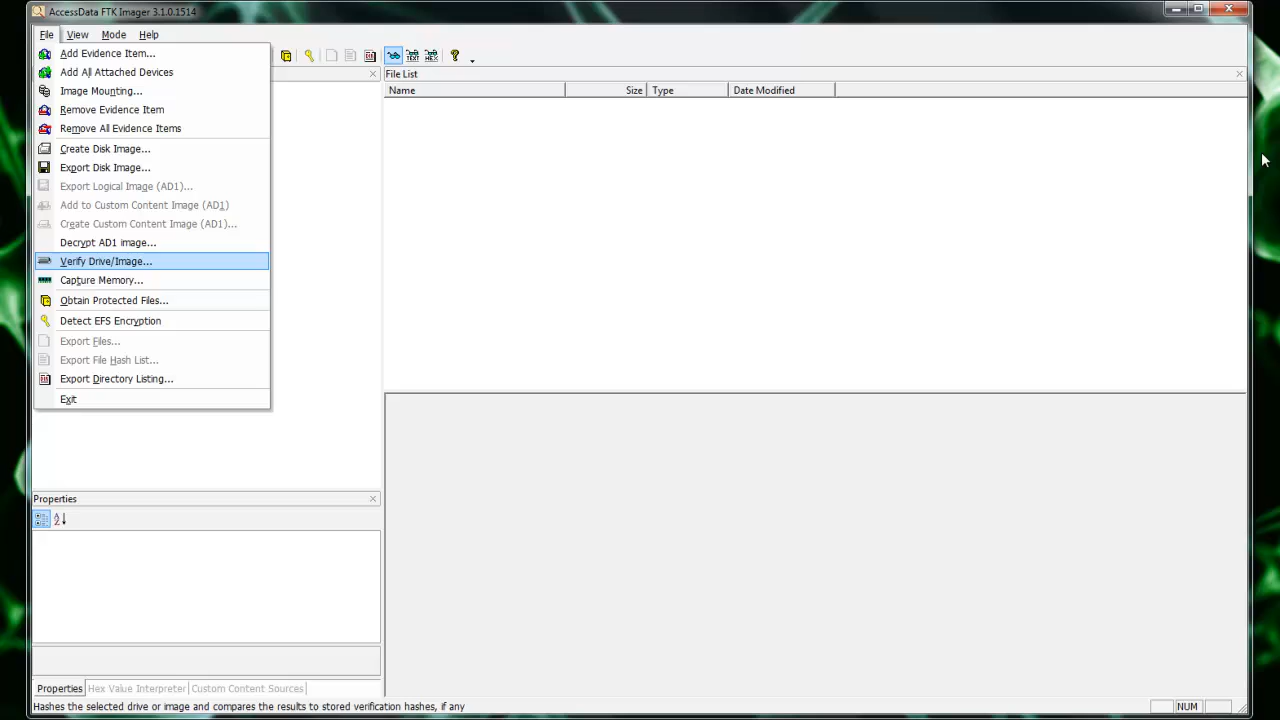 AccessData FTK Imager 3.1.0.1514
File View Mode Help
Add Evidence Item...
Add All Attached Devices
Image Mounting...
Remove Evidence Item
Remove All Evidence Items
Create Disk Image...
Export Disk Image...
Export Logical Image (AD1)...
Add to Custom Content Image (AD1)
Create Custom Content Image (AD1)...
Decrypt AD1 image...
Verify Drive/Image...
Capture Memory...
Obtain Protected Files...
Detect EFS Encryption
Export Files...
Export File Hash List...
Export Directory Listing...
Exit
TEXT HEX
File List
Name Size Type Date Modified
Properties
Properties Hex Value Interpreter Custom Content Sources
Hashes the selected drive or image and compares the results to stored verification hashes, if any
NUM